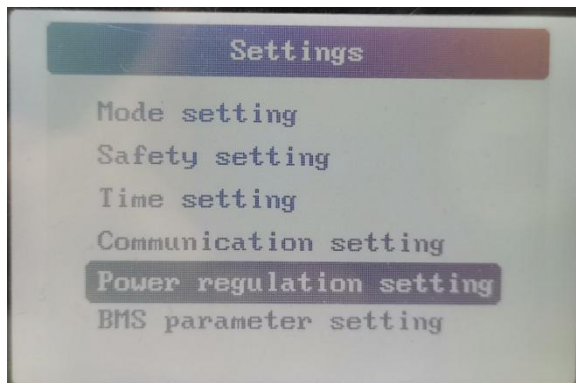 Settings
Mode setting
Safety setting
Time setting
Communication setting
Power regulation setting
BMS parameter setting